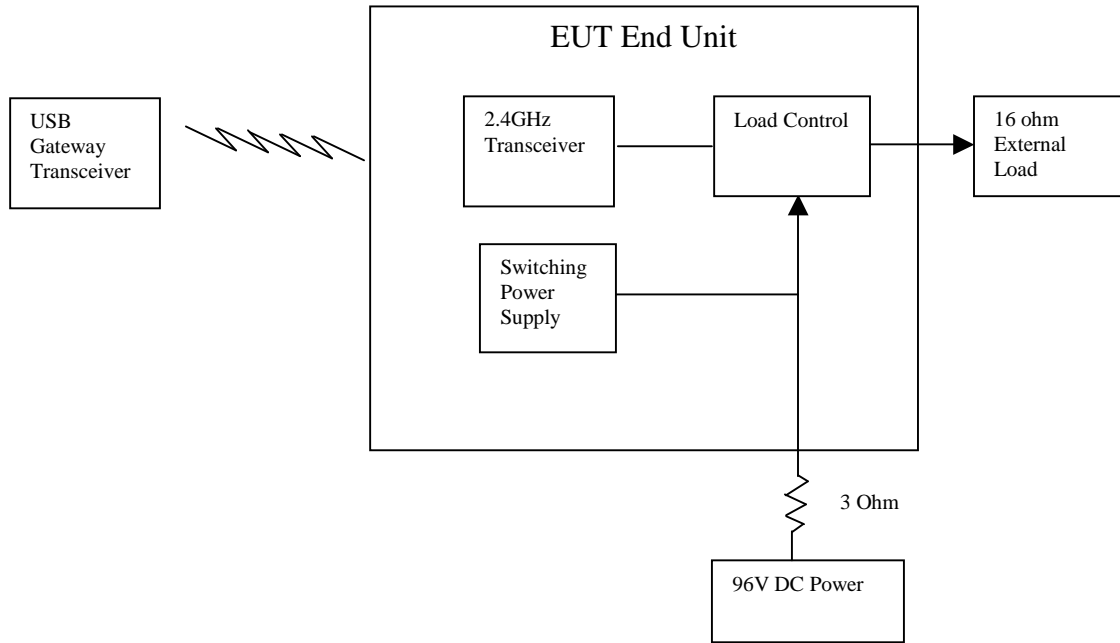 EUT End Unit
USB
Gateway
Transceiver
2.4GHz
Transceiver
Load Control
16 ohm
External
Load
Switching
Power
Supply
3 Ohm
96V DC Power